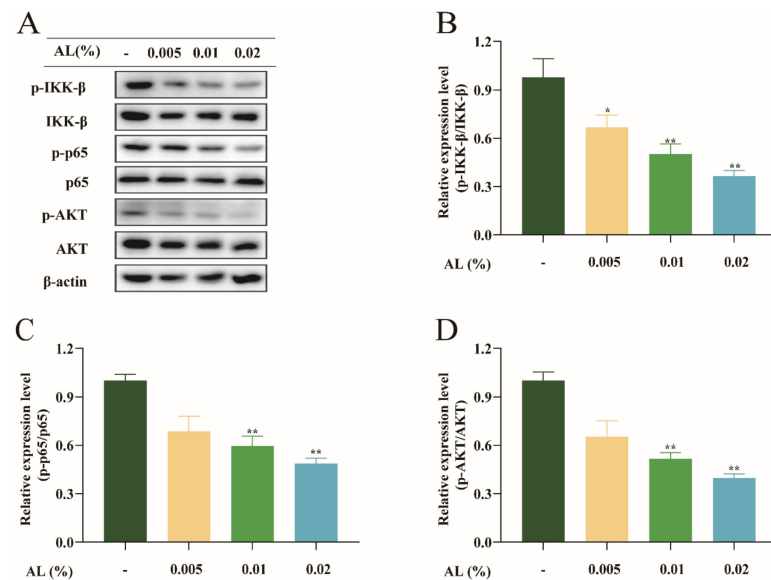 A
AL(%) - 0.005 0.01 0.02
p-IKK-β
IKK-β
p-p65
p65
p-AKT
AKT
β-actin
B
Relative expression level
(p-IKK-β/IKK-β)
1.2
0.9
0.6
0.3
0.0
*
**
**
AL (%) - 0.005 0.01 0.02
C
Relative expression level
(p-p65/p65)
1.2
0.9
0.6
0.3
0.0
**
**
AL (%) - 0.005 0.01 0.02
D
Relative expression level
(p-AKT/AKT)
1.2
0.9
0.6
0.3
0.0
**
**
AL (%) - 0.005 0.01 0.02